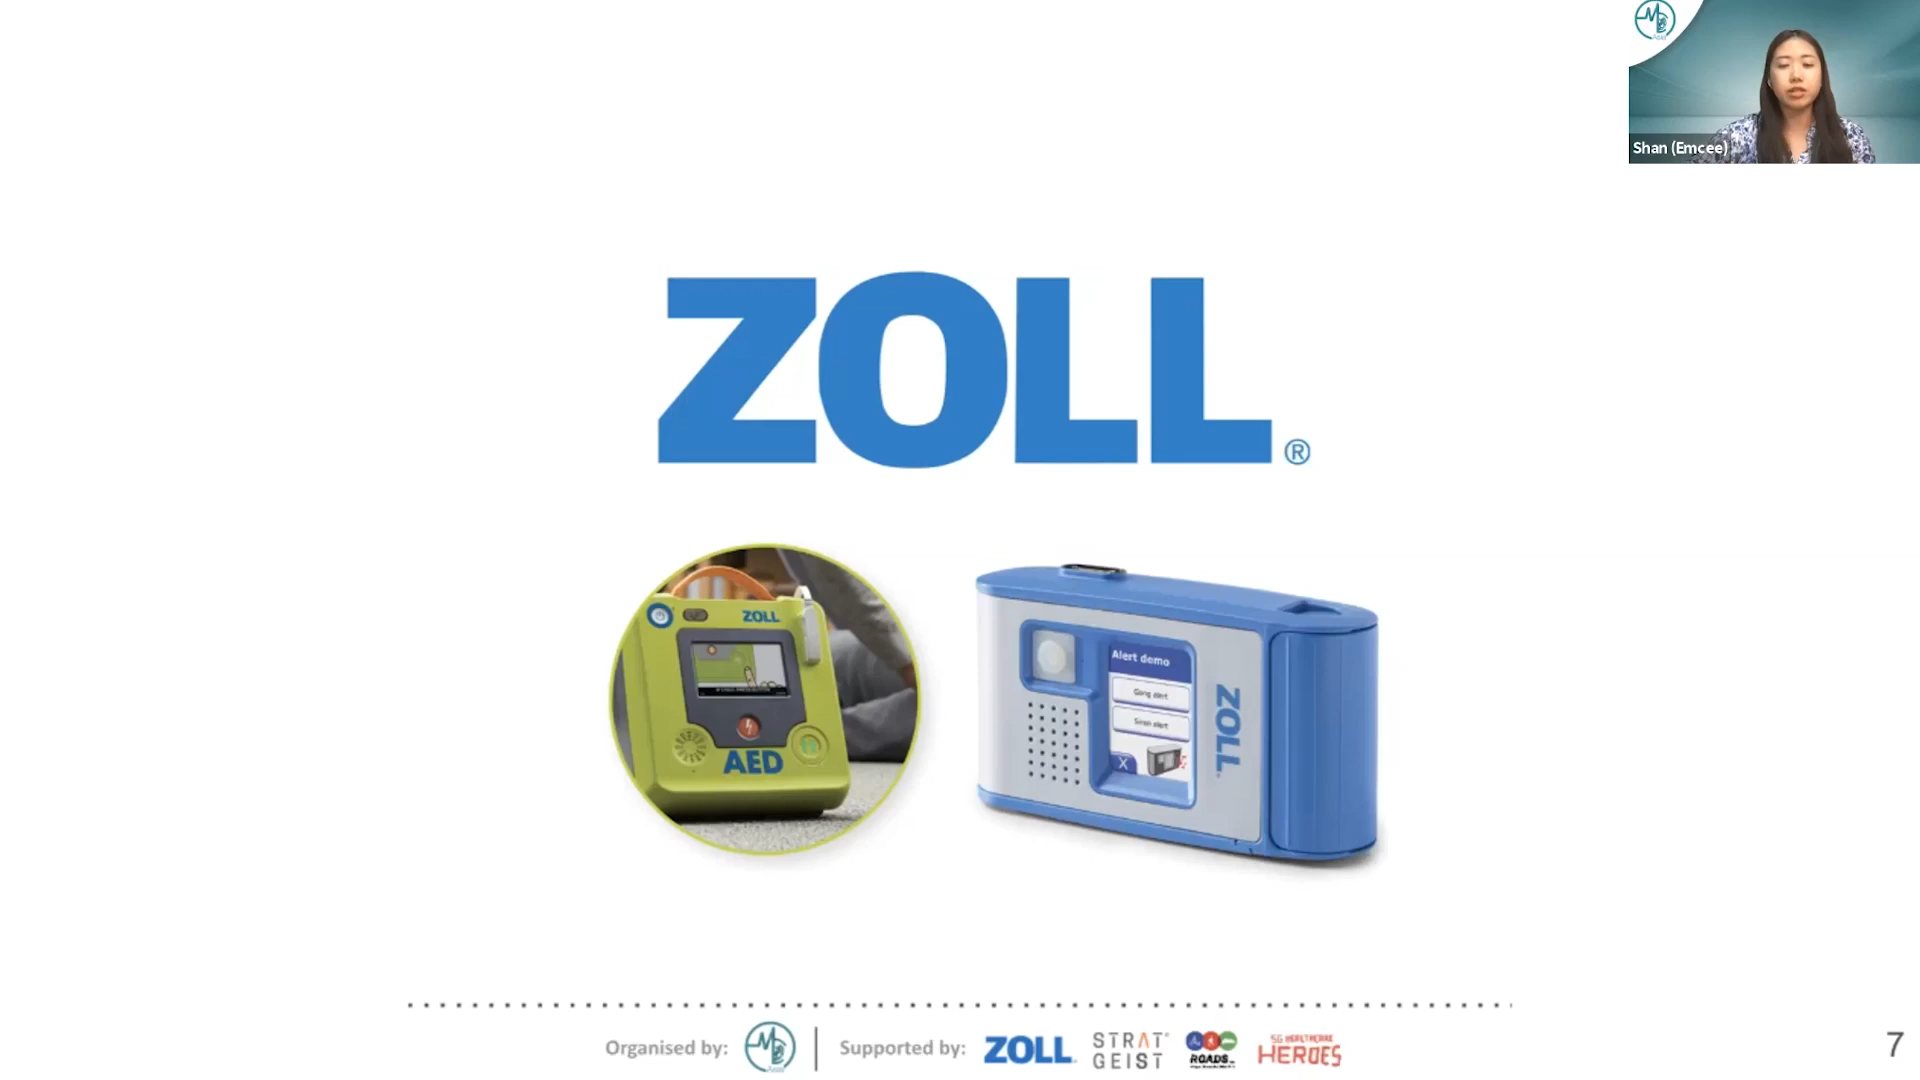 Shan (Emcee)
ZOLL®
ZOLL
AED
Alert demo
Gong alert
Siren alert
X
ZOLL
Organised by:
Supported by:
ZOLL
STRAT
GEIST
ROADS
SG HEALTHCARE
HEROES
7